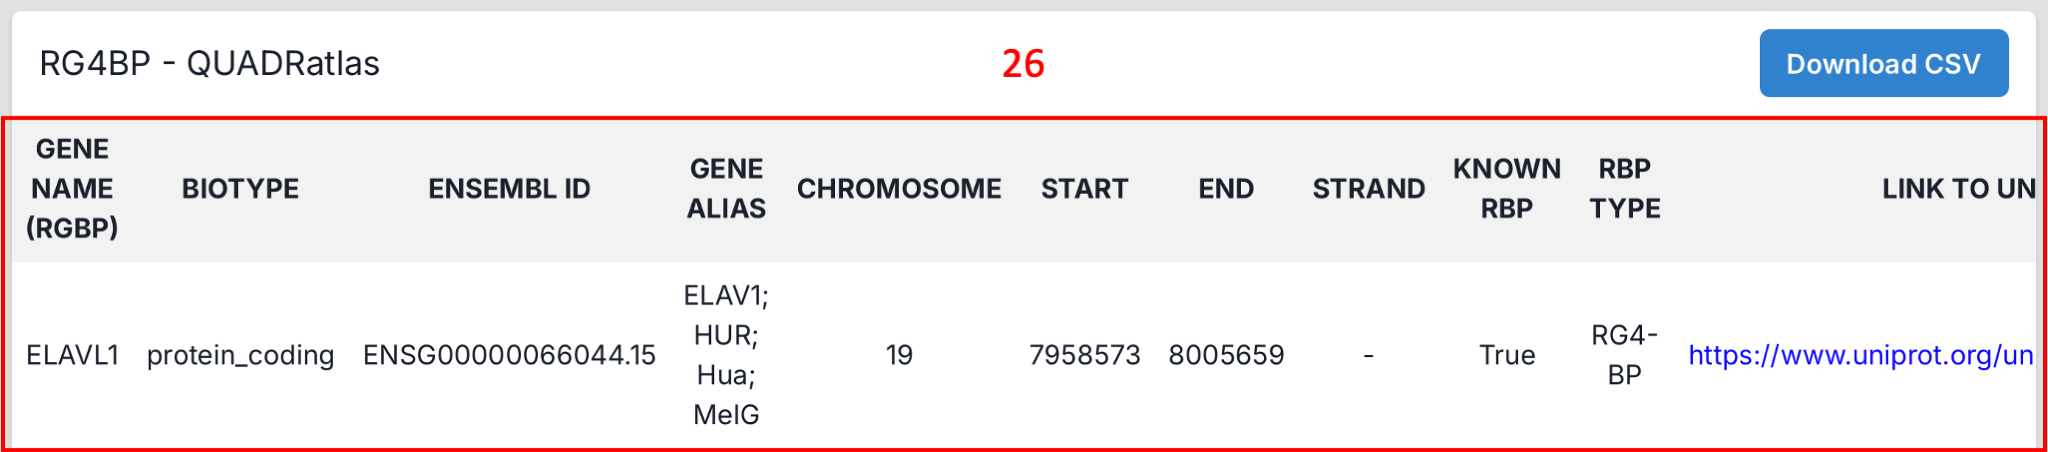 RG4BP - QUADRatlas
26
Download CSV
GENE
NAME
(RGBP)
BIOTYPE
ENSEMBL ID
GENE
ALIAS
CHROMOSOME
START
END
STRAND
KNOWN
RBP
RBP
TYPE
LINK TO UN
ELAVL1
protein_coding
ENSG00000066044.15
ELAV1;
HUR;
Hua;
MelG
19
7958573
8005659
-
True
RG4-
BP
https://www.uniprot.org/un